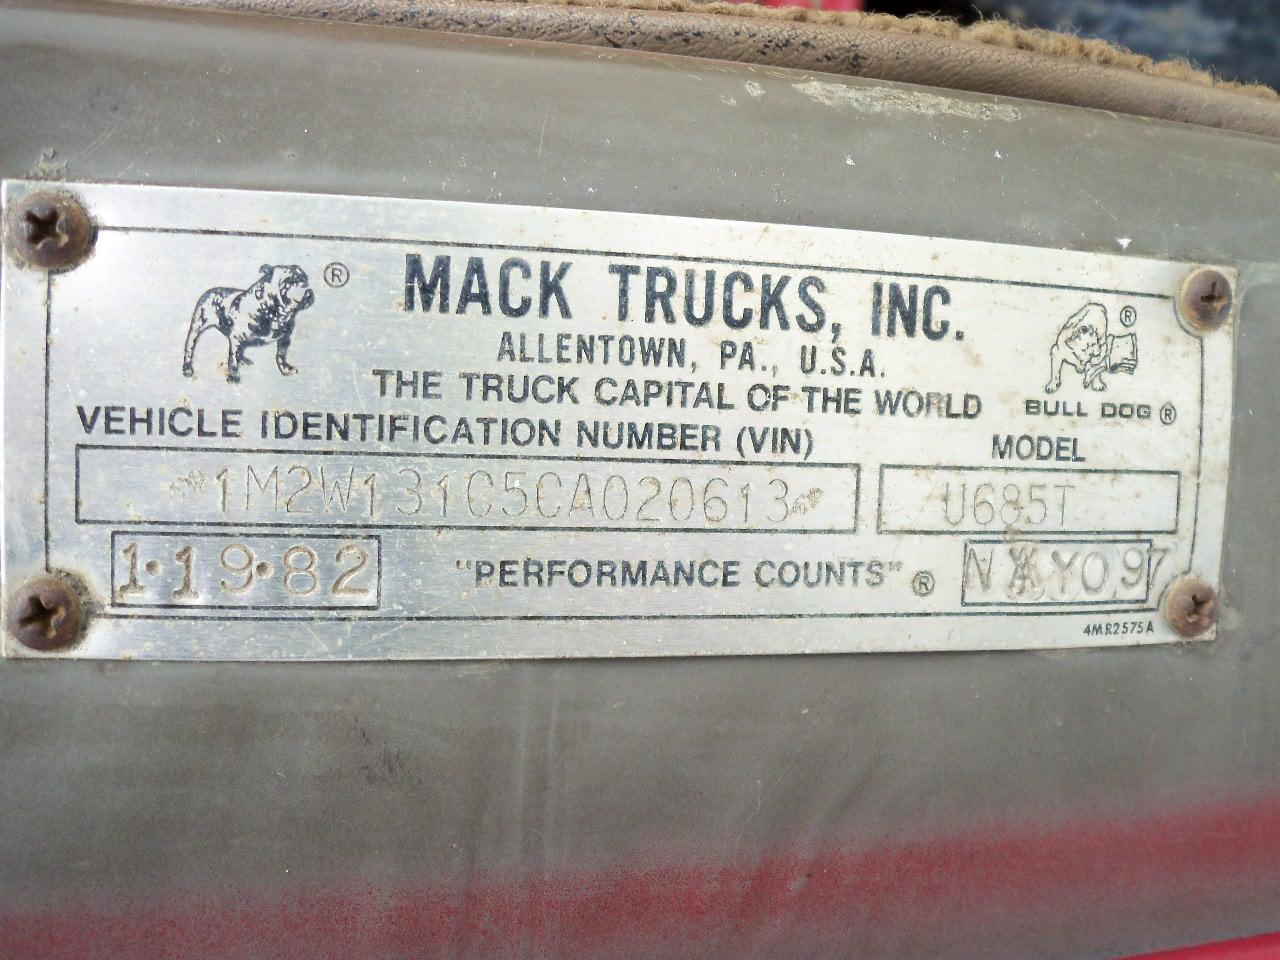 ® MACK TRUCKS, INC. ®
ALLENTOWN, PA., U.S.A.
THE TRUCK CAPITAL OF THE WORLD
BULL DOG ®
VEHICLE IDENTIFICATION NUMBER (VIN)
MODEL
1M2W131C5CA020613
U685T
1·19·82
"PERFORMANCE COUNTS" ®
YO97
4MR2575A